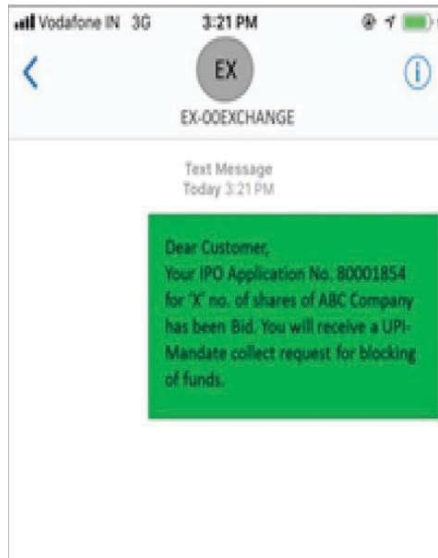 Vodafone IN 3G 3:21 PM
EX
EX-00EXCHANGE
Text Message
Today 3:21 PM
Dear Customer,
Your IPO Application No. 80001854
for 'X' no. of shares of ABC Company
has been Bid. You will receive a UPI-
Mandate collect request for blocking
of funds.